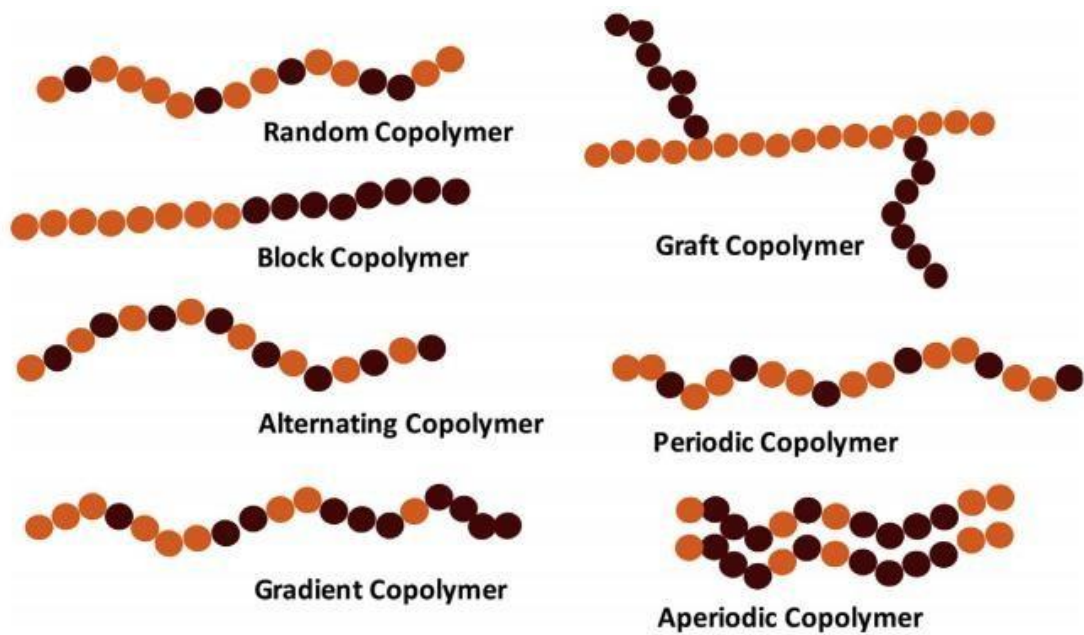 Random Copolymer
Block Copolymer
Graft Copolymer
Alternating Copolymer
Periodic Copolymer
Gradient Copolymer
Aperiodic Copolymer